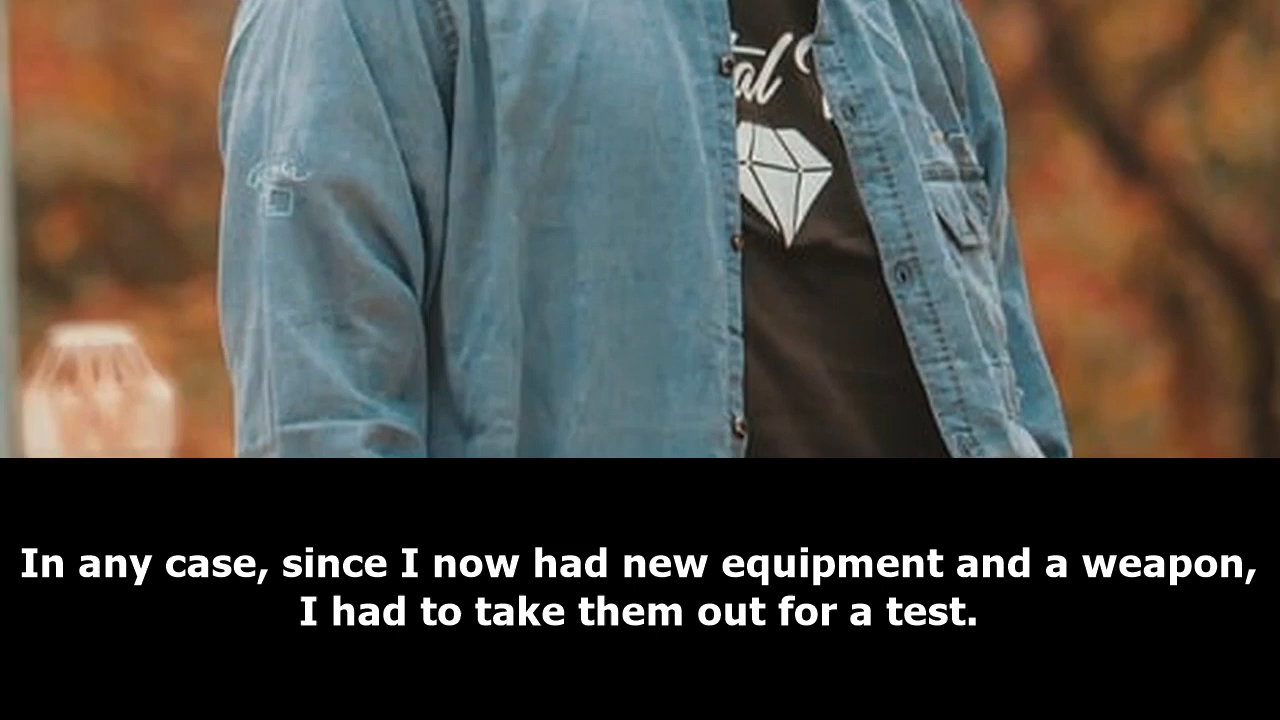 In any case, since I now had new equipment and a weapon,
I had to take them out for a test.